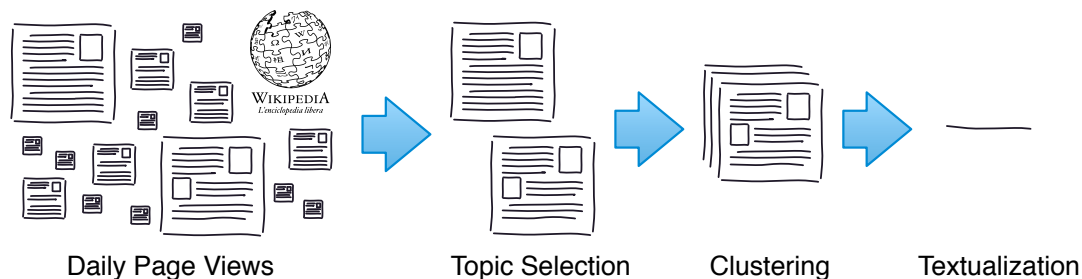 WIKIPEDIA
L'enciclopedia libera
Daily Page Views
Topic Selection
Clustering
Textualization